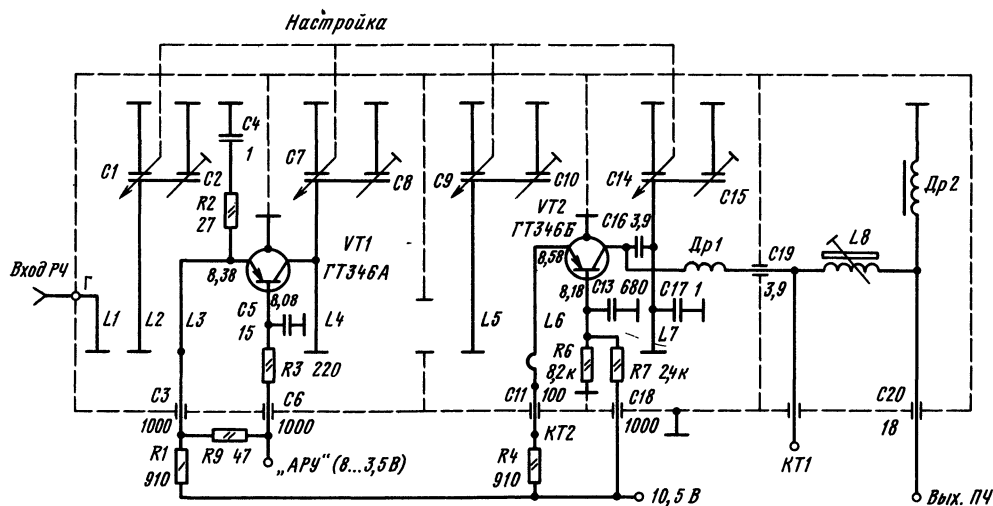 Настройка
C1
C2
C4
1
C7
C8
C9
C10
C14
C15
R2
27
VT1
ГТ346А
VT2
ГТ346Б
C16 3,9
Др1
C19
3,9
L8
Др2
8,38
8,08
8,58
8,18
C13 680
C17 1
Вход РЧ
Г
L1
L2
L3
C5
15
L4
L5
L6
L7
R3 220
R6
8,2к
R7 2,4к
C3
1000
C6
1000
C11
100
C18
1000
C20
18
R9 47
R1
910
„АРУ“ (8...3,5В)
КТ2
R4
910
10,5 В
КТ1
Вых. ПЧ